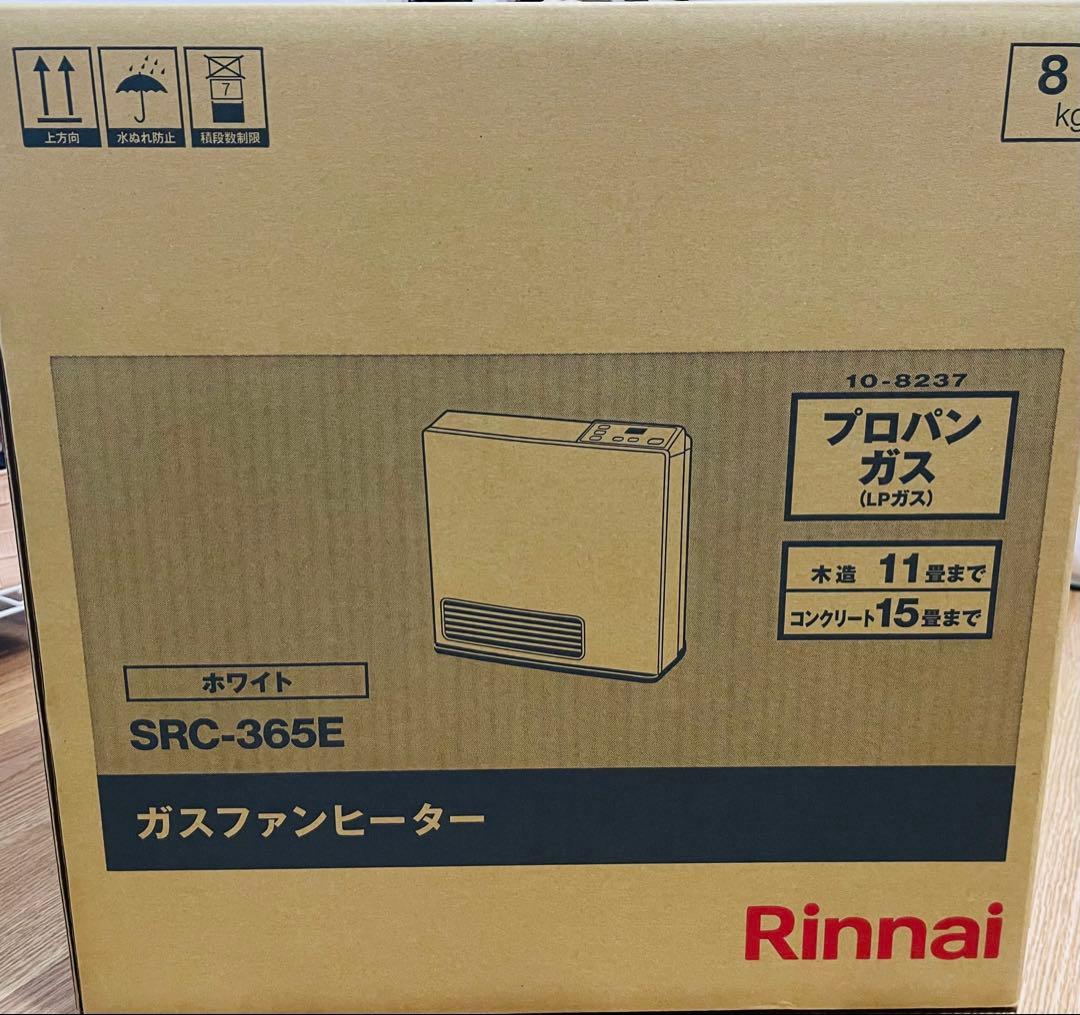 上方向
水ぬれ防止
7
積段数制限
8
kg
10-8237
プロパン
ガス
(LPガス)
木造 11畳まで
コンクリート15畳まで
ホワイト
SRC-365E
ガスファンヒーター
Rinnai